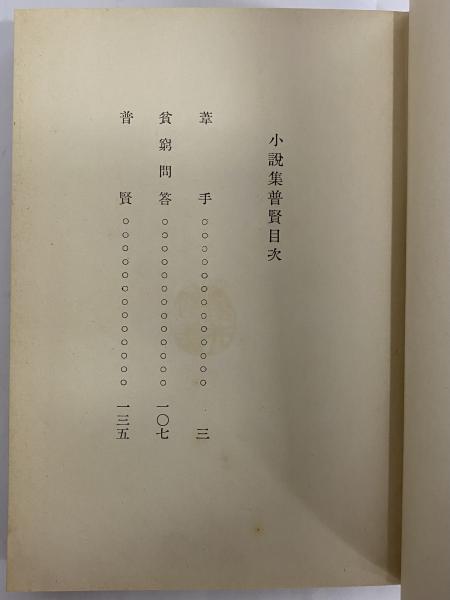 小說集普賢目次
葦手○○○○○○○○○○○○○三
貧窮問答○○○○○○○○○○○○○一〇七
普賢○○○○○○○○○○○○○一三五